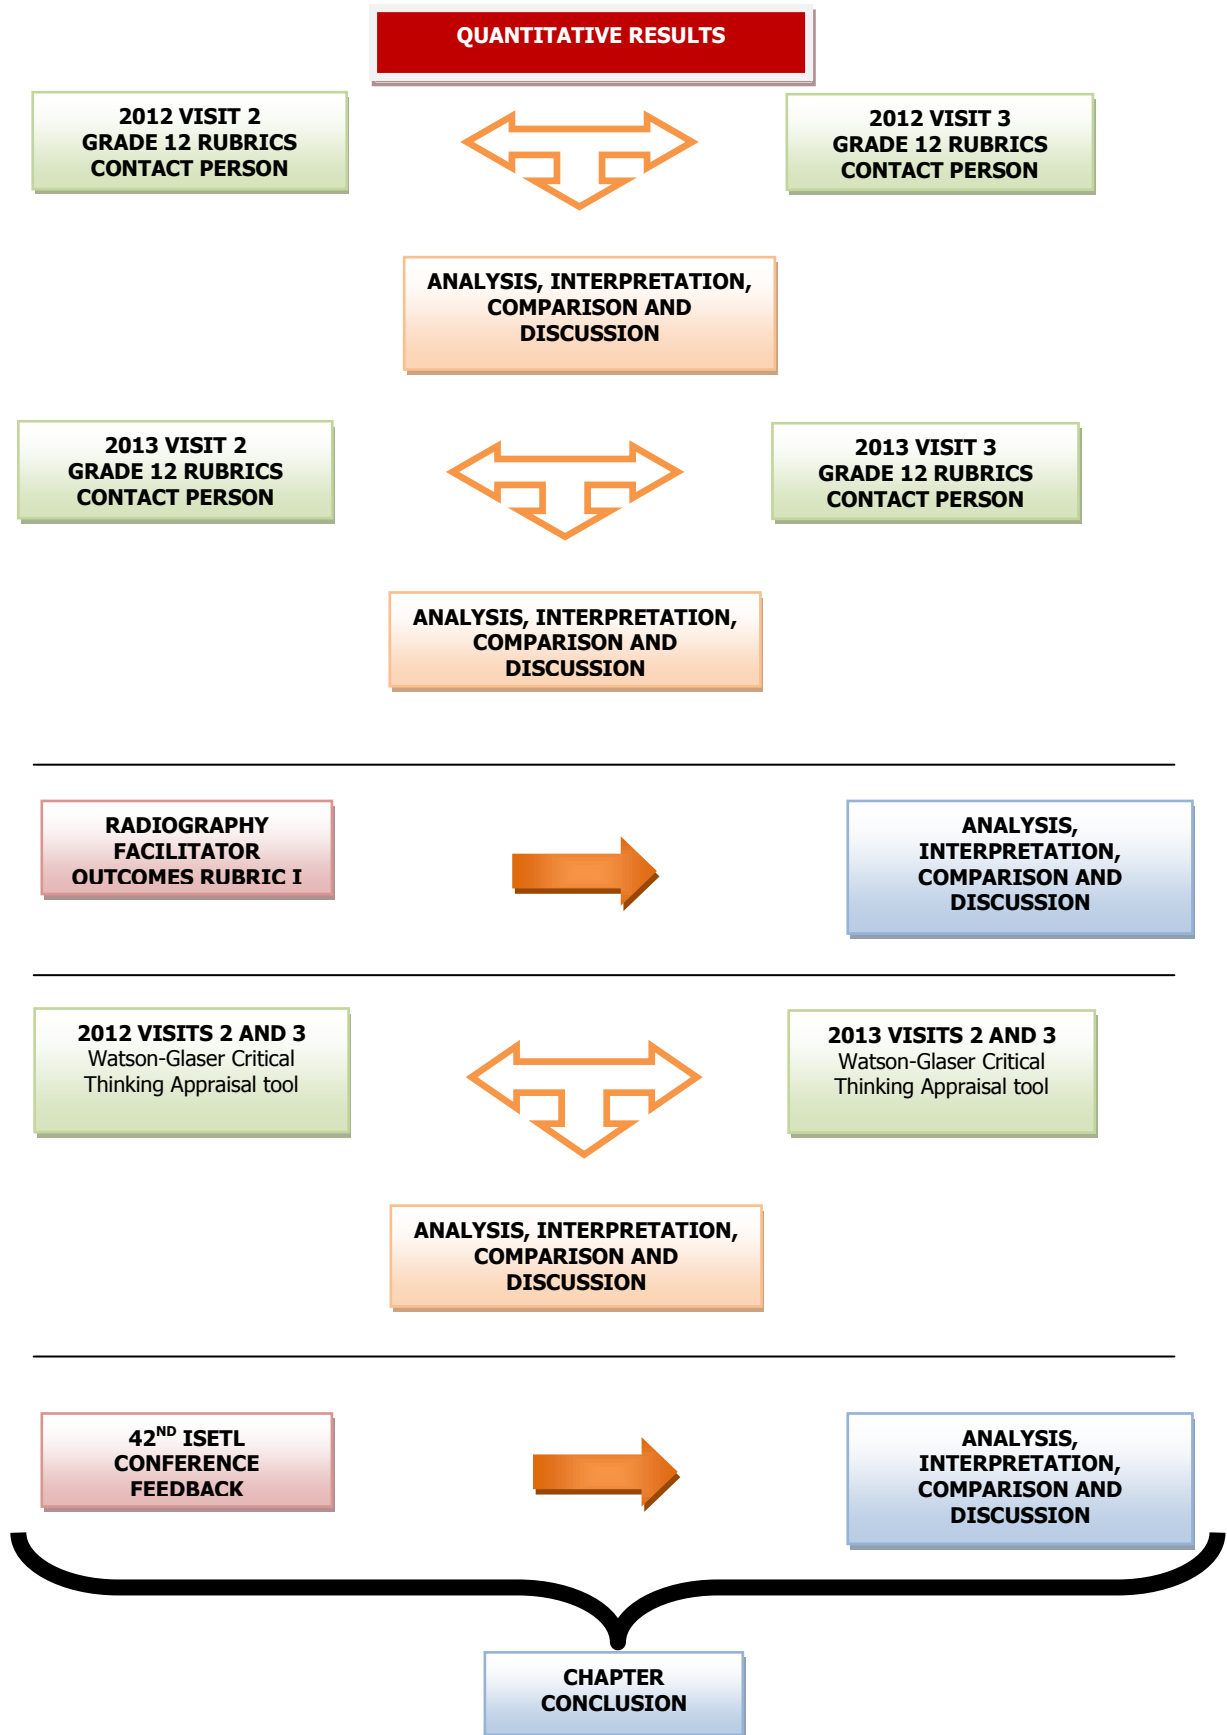 QUANTITATIVE RESULTS
2012 VISIT 2
GRADE 12 RUBRICS
CONTACT PERSON
2012 VISIT 3
GRADE 12 RUBRICS
CONTACT PERSON
ANALYSIS, INTERPRETATION,
COMPARISON AND
DISCUSSION
2013 VISIT 2
GRADE 12 RUBRICS
CONTACT PERSON
2013 VISIT 3
GRADE 12 RUBRICS
CONTACT PERSON
ANALYSIS, INTERPRETATION,
COMPARISON AND
DISCUSSION
RADIOGRAPHY
FACILITATOR
OUTCOMES RUBRIC I
ANALYSIS,
INTERPRETATION,
COMPARISON AND
DISCUSSION
2012 VISITS 2 AND 3
Watson-Glaser Critical
Thinking Appraisal tool
2013 VISITS 2 AND 3
Watson-Glaser Critical
Thinking Appraisal tool
ANALYSIS, INTERPRETATION,
COMPARISON AND
DISCUSSION
42ND ISETL
CONFERENCE
FEEDBACK
ANALYSIS,
INTERPRETATION,
COMPARISON AND
DISCUSSION
CHAPTER
CONCLUSION